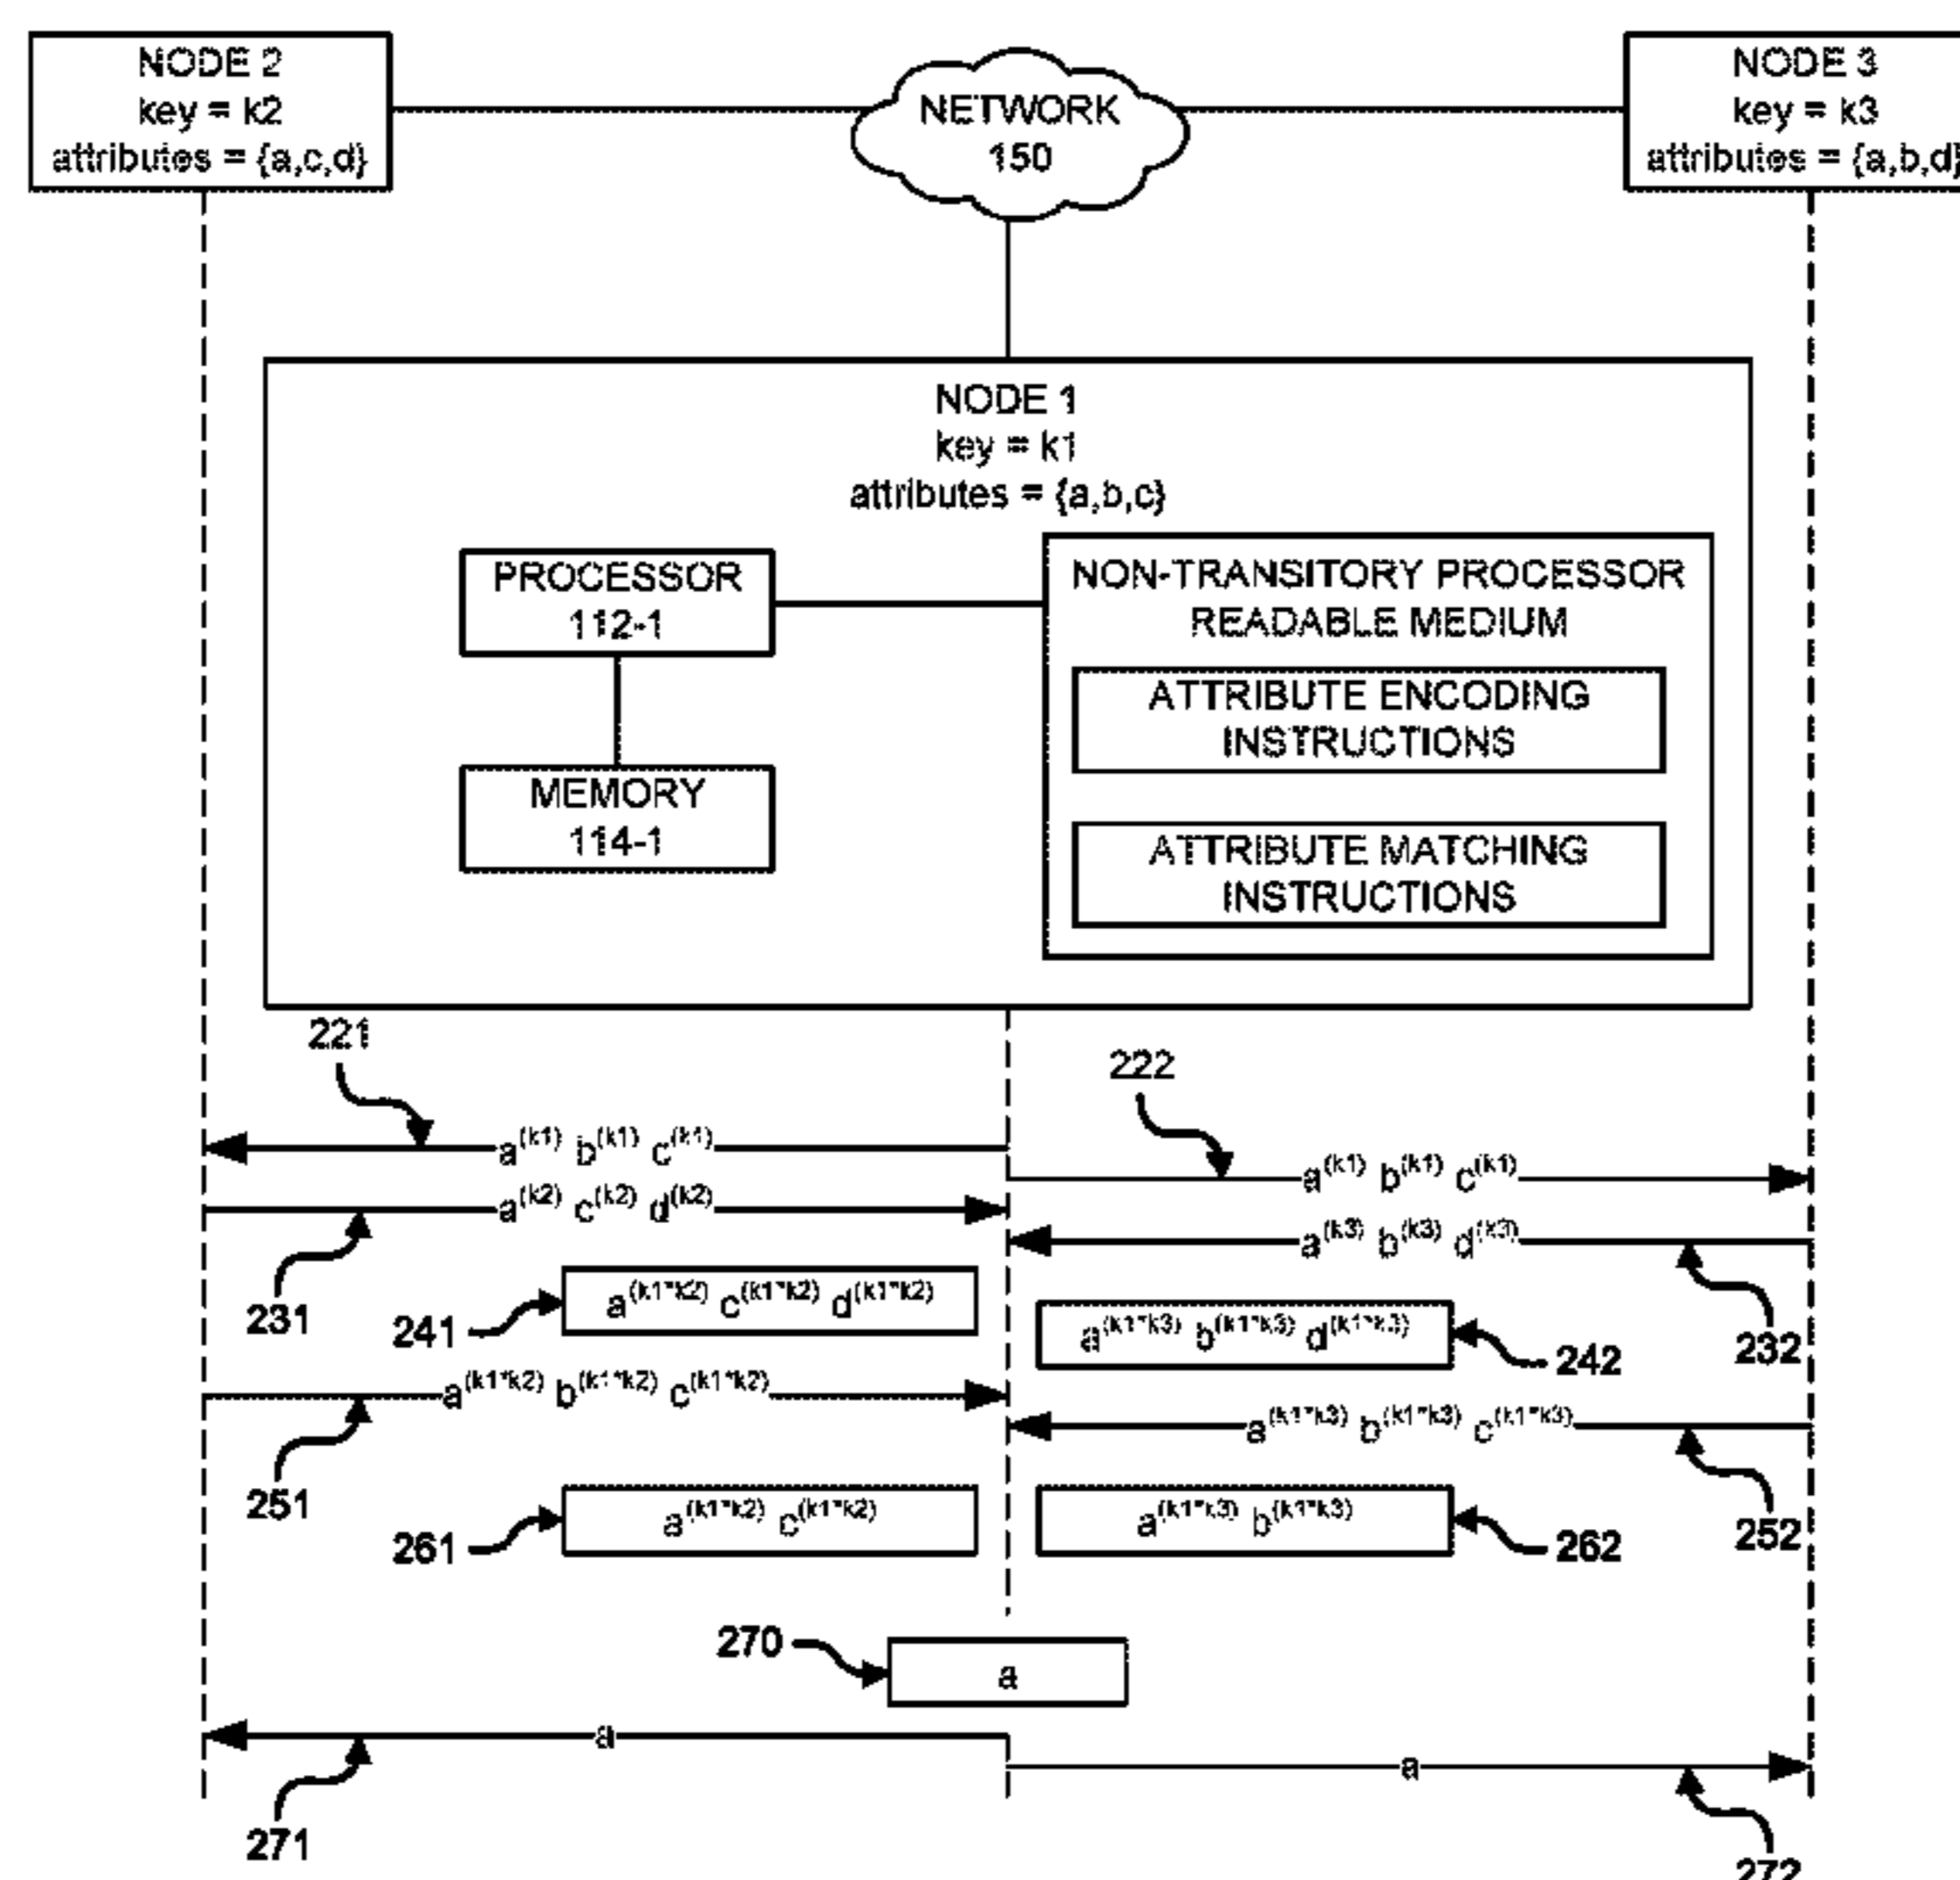 NODE 2
key = k2
attributes = {a,c,d}
NETWORK
150
NODE 3
key = k3
attributes = {a,b,d}
NODE 1
key = k1
attributes = {a,b,c}
PROCESSOR
112-1
MEMORY
114-1
NON-TRANSITORY PROCESSOR
READABLE MEDIUM
ATTRIBUTE ENCODING
INSTRUCTIONS
ATTRIBUTE MATCHING
INSTRUCTIONS
221
222
a(k1) b(k1) c(k1)
a(k1) b(k1) c(k1)
a(k2) c(k2) d(k2)
a(k3) b(k3) d(k3)
231
241
a(k1*k2) c(k1*k2) d(k1*k2)
a(k1*k3) b(k1*k3) d(k1*k3)
242
232
a(k1*k2) b(k1*k2) c(k1*k2)
a(k1*k3) b(k1*k3) c(k1*k3)
251
261
a(k1*k2) c(k1*k2)
a(k1*k3) b(k1*k3)
262
252
270
a
a
a
271
272